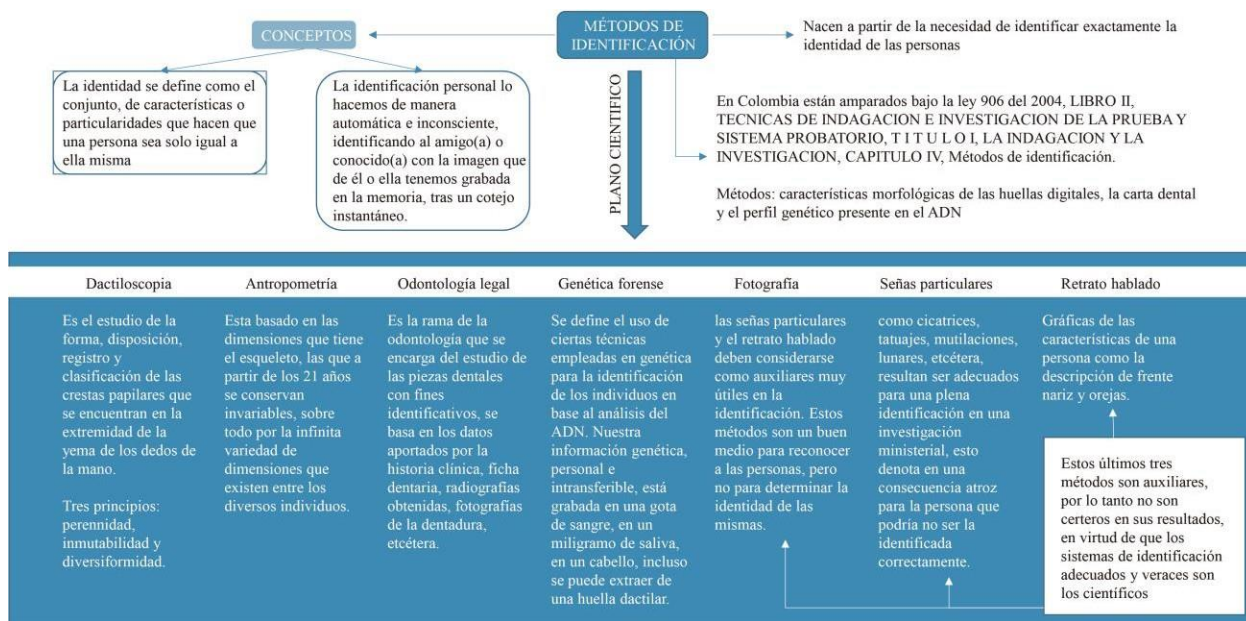 MÉTODOS DE
IDENTIFICACIÓN
CONCEPTOS
Nacen a partir de la necesidad de identificar exactamente la
identidad de las personas
La identidad se define como el
conjunto, de características o
particularidades que hacen que
una persona sea solo igual a
ella misma
La identificación personal lo
hacemos de manera
automática e inconsciente,
identificando al amigo(a) o
conocido(a) con la imagen que
de él o ella tenemos grabada
en la memoria, tras un cotejo
instantáneo.
PLANO CIENTIFICO
En Colombia están amparados bajo la ley 906 del 2004, LIBRO II,
TECNICAS DE INDAGACION E INVESTIGACION DE LA PRUEBA Y
SISTEMA PROBATORIO, T I T U L O I, LA INDAGACION Y LA
INVESTIGACION, CAPITULO IV, Métodos de identificación.
Métodos: características morfológicas de las huellas digitales, la carta dental
y el perfil genético presente en el ADN
Dactiloscopia
Es el estudio de la
forma, disposición,
registro y
clasificación de las
crestas papilares que
se encuentran en la
extremidad de la
yema de los dedos de
la mano.
Tres principios:
perennidad,
inmutabilidad y
diversiformidad.
Antropometría
Esta basado en las
dimensiones que tiene
el esqueleto, las que a
partir de los 21 años
se conservan
invariables, sobre
todo por la infinita
variedad de
dimensiones que
existen entre los
diversos individuos.
Odontología legal
Es la rama de la
odontología que se
encarga del estudio de
las piezas dentales
con fines
identificativos, se
basa en los datos
aportados por la
historia clínica, ficha
dentaria, radiografías
obtenidas, fotografías
de la dentadura,
etcétera.
Genética forense
Se define el uso de
ciertas técnicas
empleadas en genética
para la identificación
de los individuos en
base al análisis del
ADN. Nuestra
información genética,
personal e
intransferible, está
grabada en una gota
de sangre, en un
miligramo de saliva,
en un cabello, incluso
se puede extraer de
una huella dactilar.
Fotografía
las señas particulares
y el retrato hablado
deben considerarse
como auxiliares muy
útiles en la
identificación. Estos
métodos son un buen
medio para reconocer
a las personas, pero
no para determinar la
identidad de las
mismas.
Señas particulares
como cicatrices,
tatuajes, mutilaciones,
lunares, etcétera,
resultan ser adecuados
para una plena
identificación en una
investigación
ministerial, esto
denota en una
consecuencia atroz
para la persona que
podría no ser la
identificada
correctamente.
Retrato hablado
Gráficas de las
características de una
persona como la
descripción de frente
nariz y orejas.
Estos últimos tres
métodos son auxiliares,
por lo tanto no son
certeros en sus resultados,
en virtud de que los
sistemas de identificación
adecuados y veraces son
los científicos